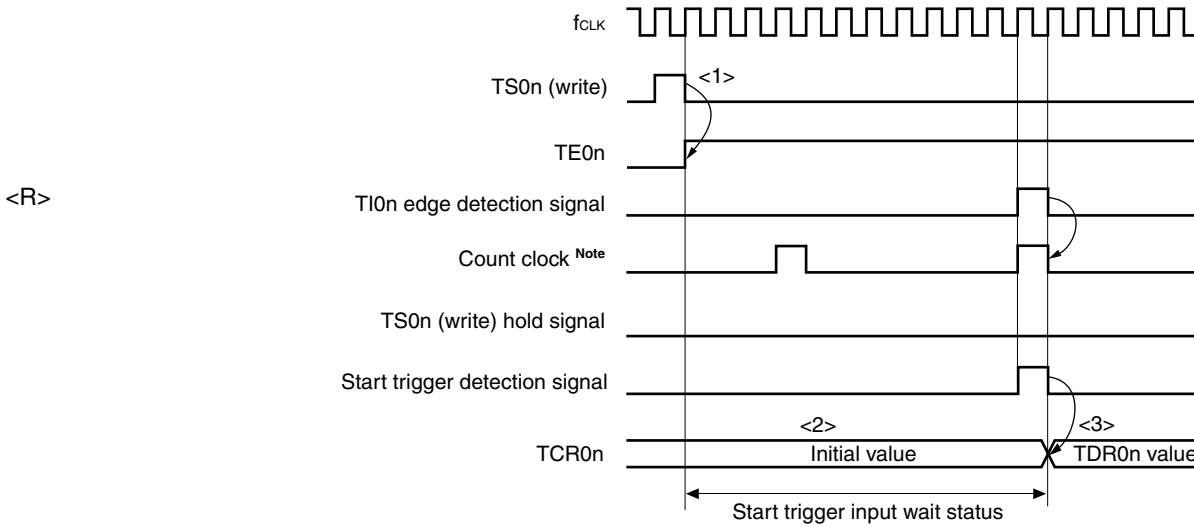 fCLK
TS0n (write)
<1>
TE0n
<R>
TI0n edge detection signal
Count clock Note
TS0n (write) hold signal
Start trigger detection signal
<2>
<3>
TCR0n
Initial value
TDR0n value
Start trigger input wait status